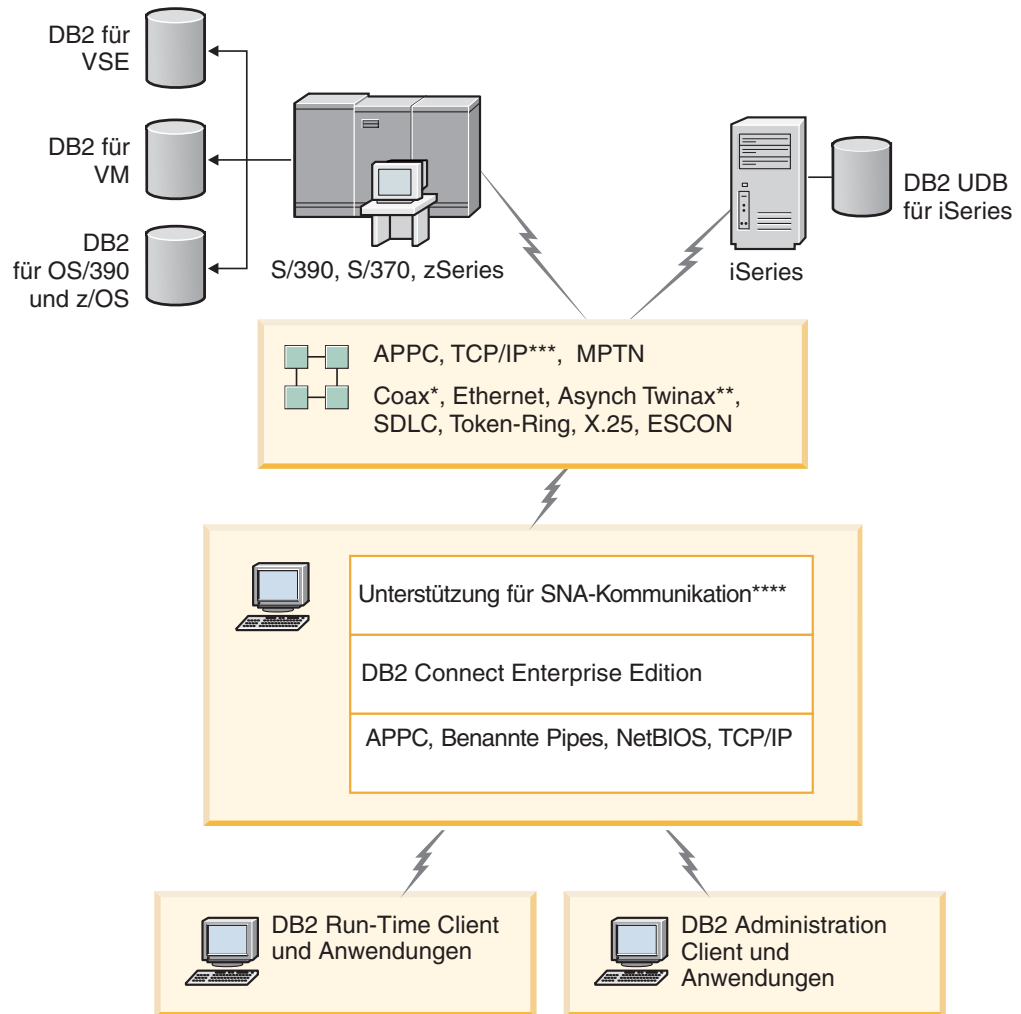 DB2 für
VSE
DB2 für
VM
DB2
für OS/390
und z/OS
S/390, S/370, zSeries
iSeries
DB2 UDB
für iSeries
APPC, TCP/IP***, MPTN
Coax*, Ethernet, Asynch Twinax**,
SDLC, Token-Ring, X.25, ESCON
Unterstützung für SNA-Kommunikation****
DB2 Connect Enterprise Edition
APPC, Benannte Pipes, NetBIOS, TCP/IP
DB2 Run-Time Client
und Anwendungen
DB2 Administration
Client und
Anwendungen